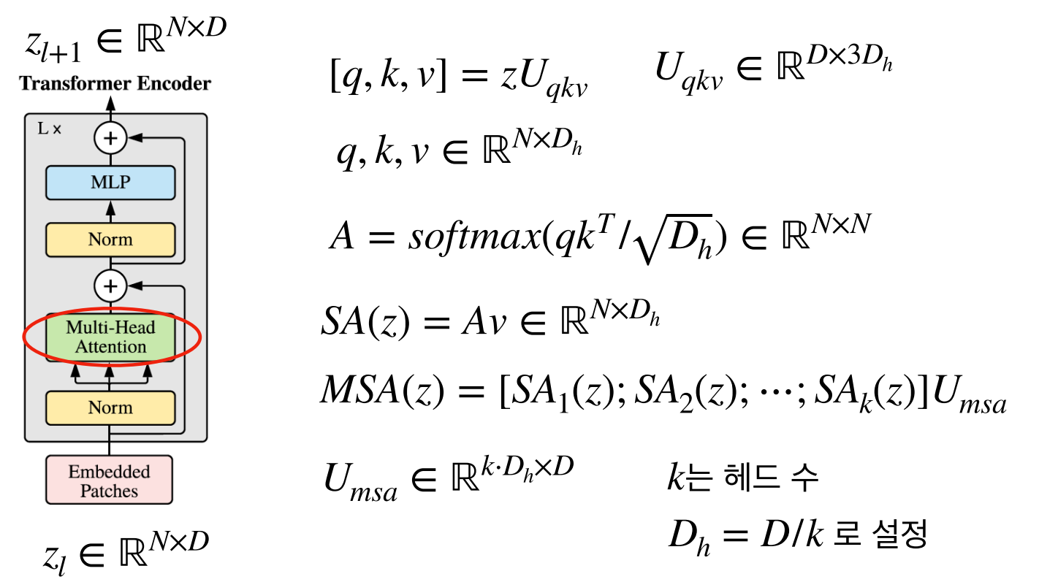 z_{l+1} ∈ ℝ^{N×D}
Transformer Encoder
L ×
+
MLP
Norm
+
Multi-Head
Attention
Norm
Embedded
Patches
z_l ∈ ℝ^{N×D}
[q, k, v] = zU_{qkv} U_{qkv} ∈ ℝ^{D×3D_h}
q, k, v ∈ ℝ^{N×D_h}
A = softmax(qk^T/√D_h) ∈ ℝ^{N×N}
SA(z) = Av ∈ ℝ^{N×D_h}
MSA(z) = [SA_1(z); SA_2(z); ⋯; SA_k(z)]U_{msa}
U_{msa} ∈ ℝ^{k·D_h×D} k는 헤드 수
D_h = D/k 로 설정